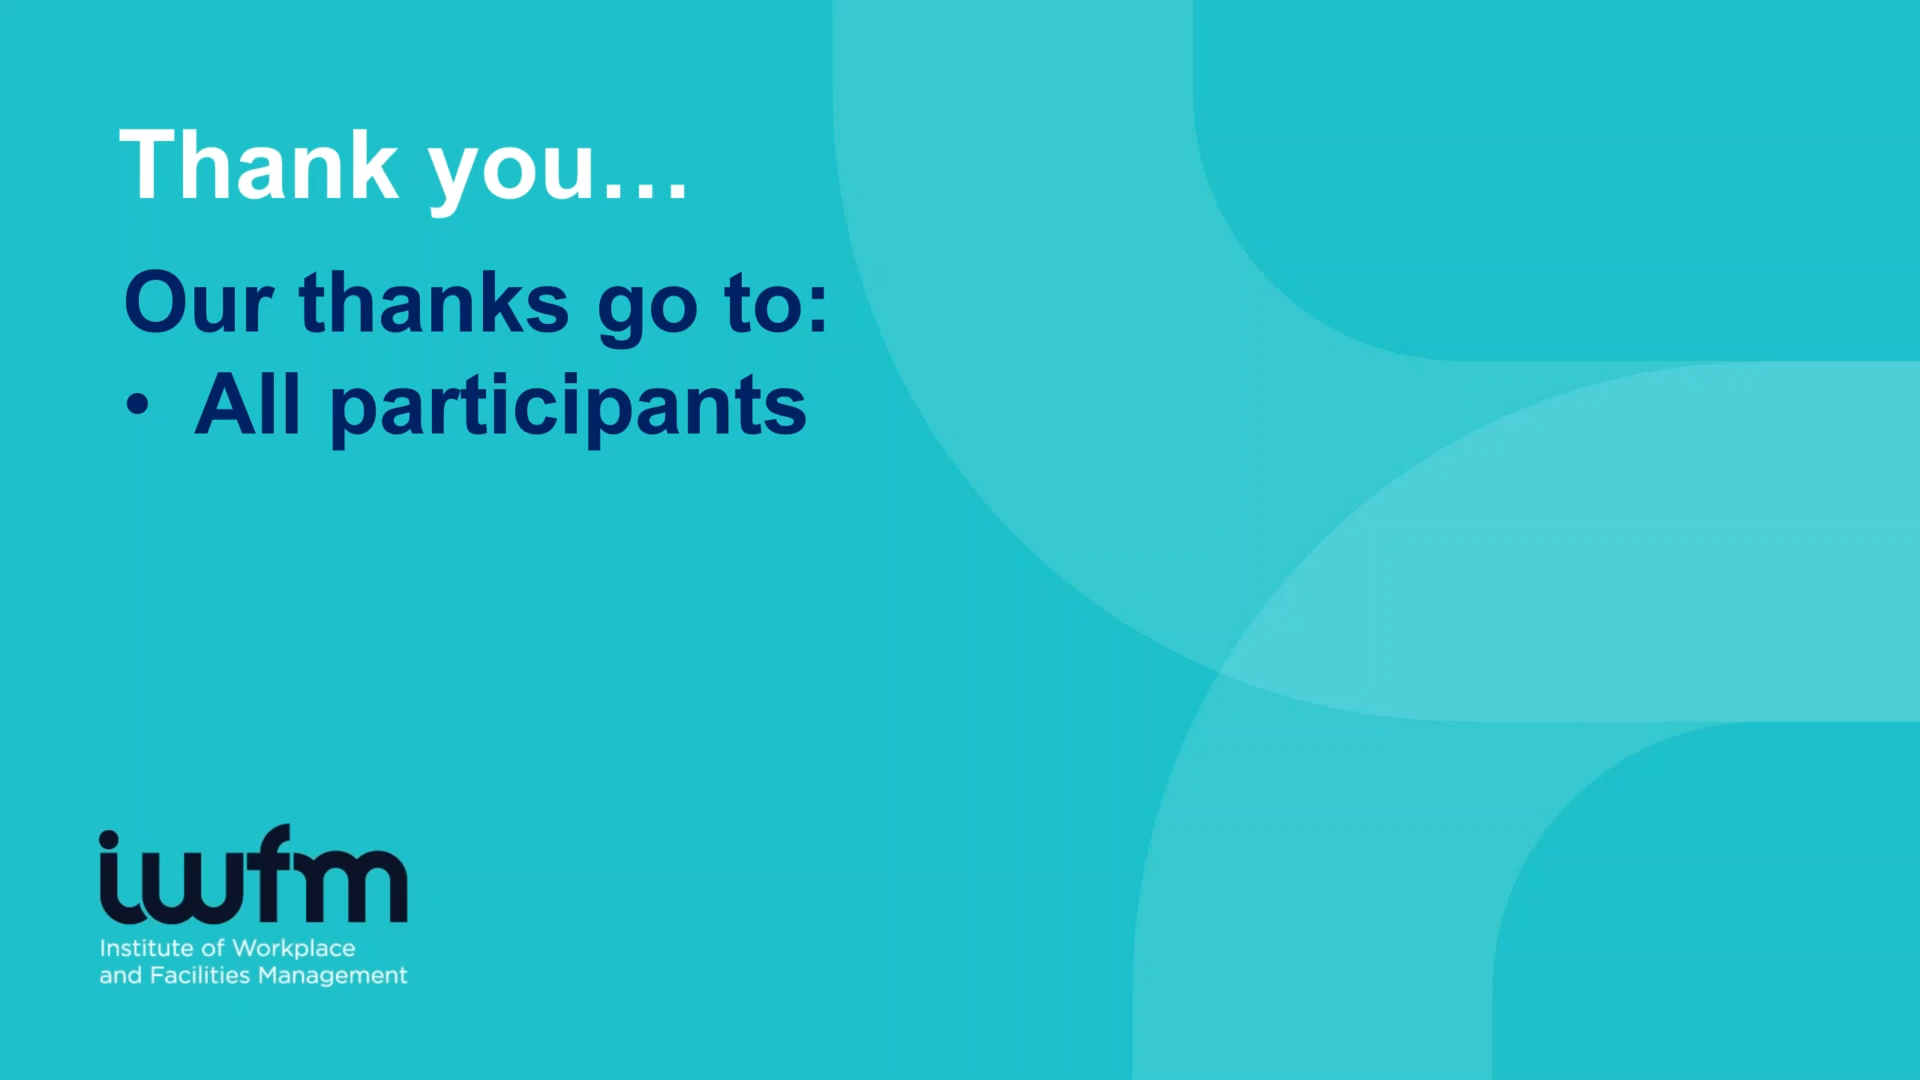 Thank you…
Our thanks go to:
• All participants
iwfm
Institute of Workplace
and Facilities Management